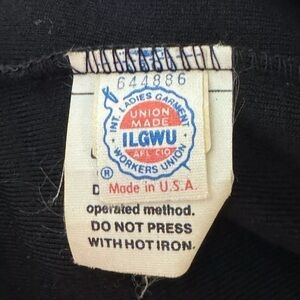 644886
INT. LADIES GARMENT
UNION
MADE
ILGWU
AFL CIO
WORKERS UNION
®
D
Made in U.S.A.
operated method.
DO NOT PRESS
WITH HOT IRON.